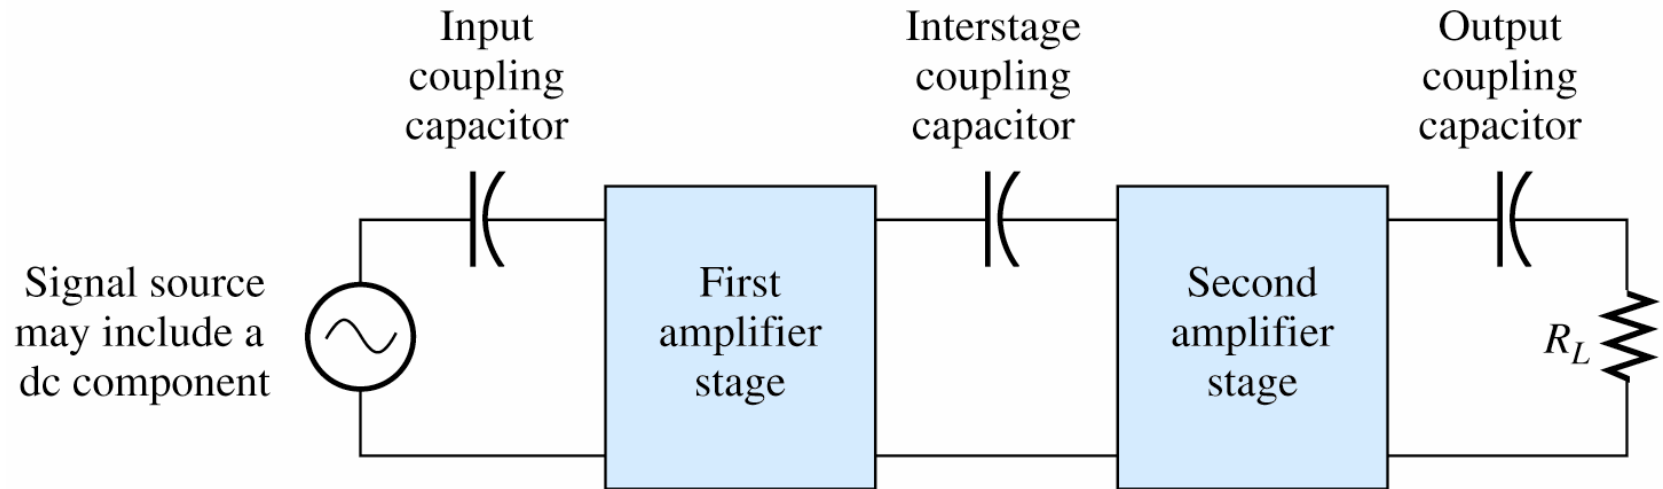 Input
coupling
capacitor
Interstage
coupling
capacitor
Output
coupling
capacitor
Signal source
may include a
dc component
First
amplifier
stage
Second
amplifier
stage
R_L